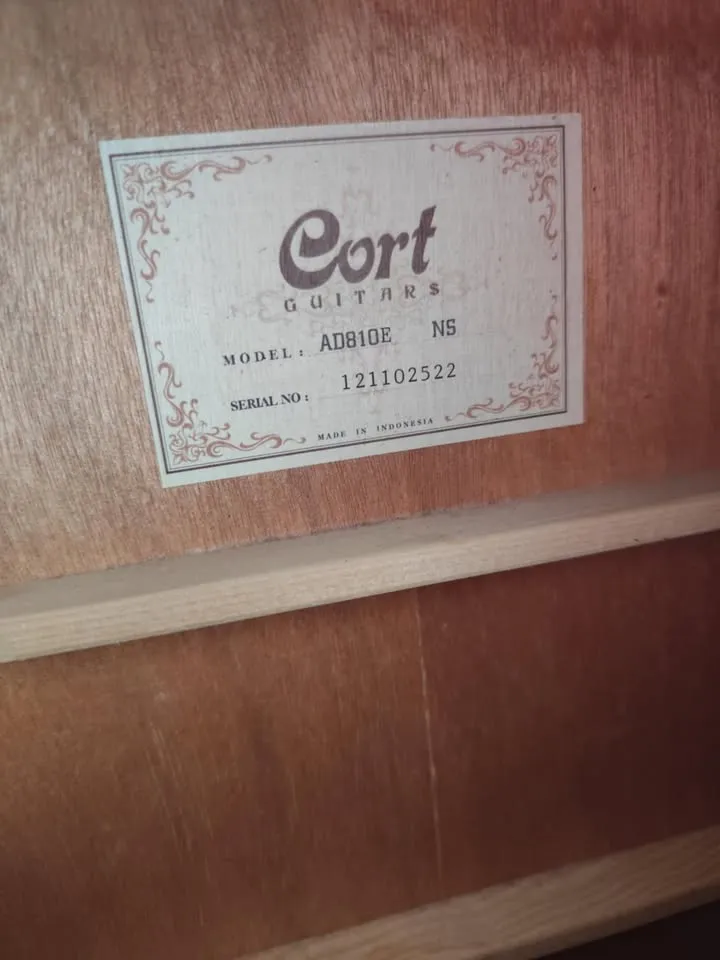 Cort
GUITARS
MODEL : AD810E NS
SERIAL NO : 121102522
MADE IN INDONESIA